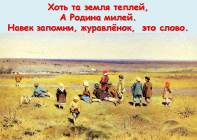 Хоть та земля теплей,
А Родина милей.
Навек запомни, журавлёнок,  это слово.